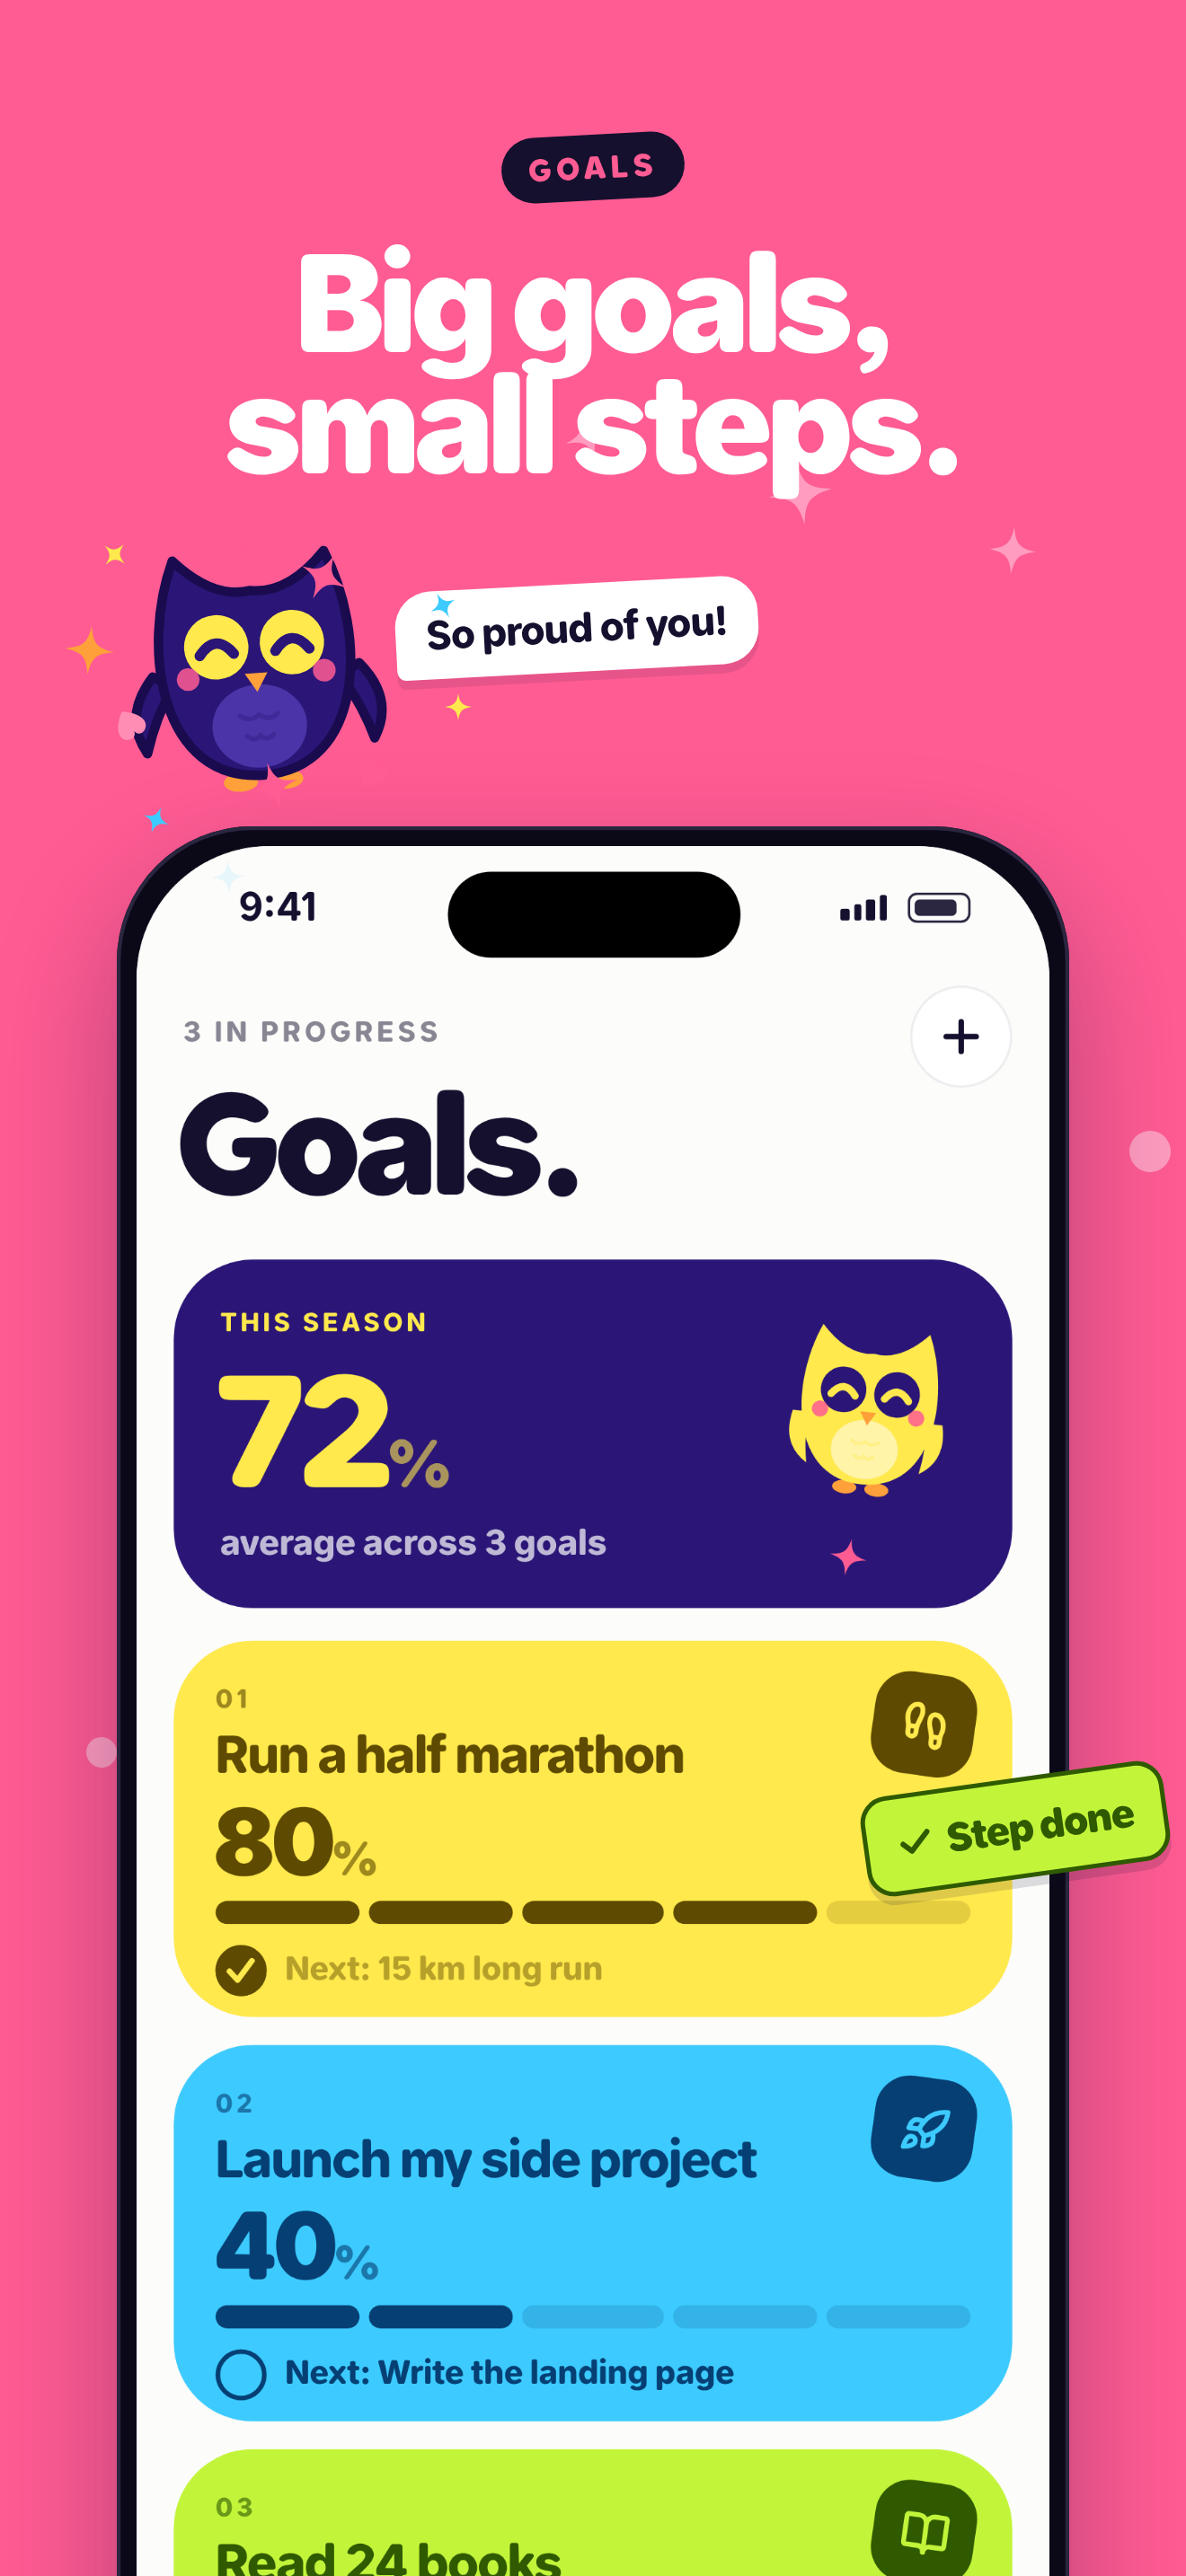 GOALS
Big goals,
small steps.
So proud of you!
9:41
3 IN PROGRESS
Goals.
THIS SEASON
72%
average across 3 goals
01
Run a half marathon
80%
Step done
Next: 15 km long run
02
Launch my side project
40%
Next: Write the landing page
03
Read 24 books